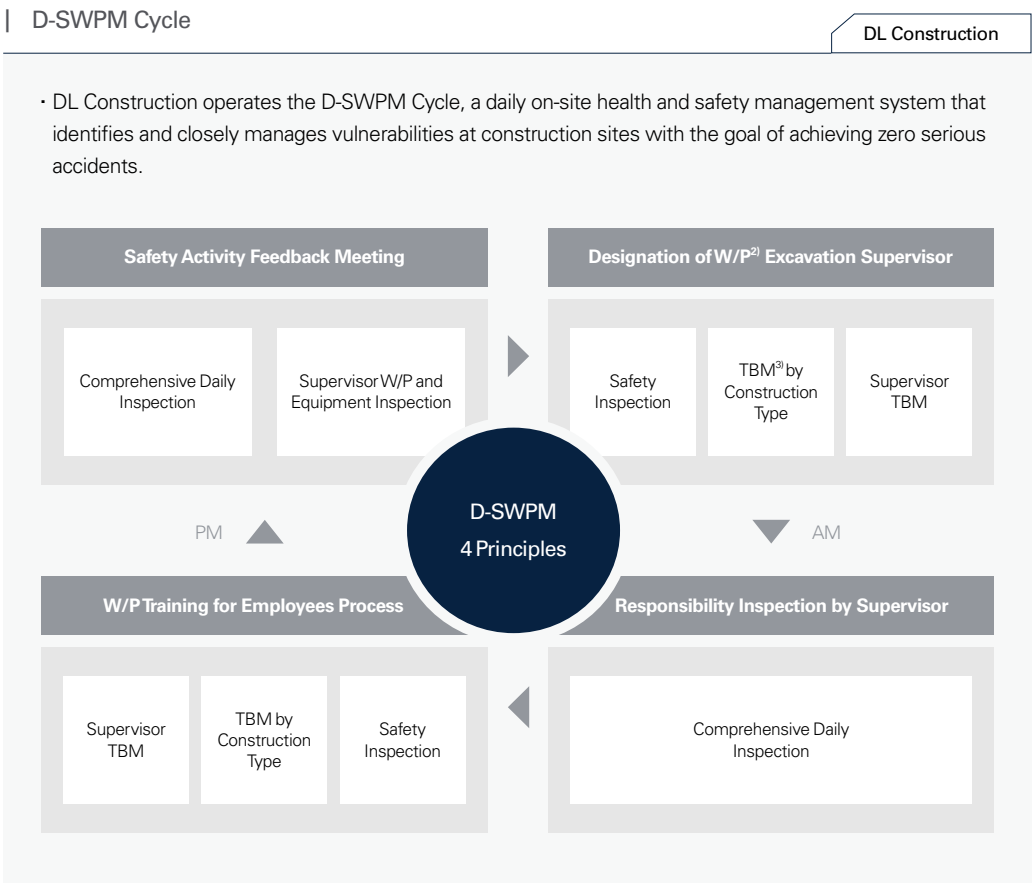 | D-SWPM Cycle
DL Construction
· DL Construction operates the D-SWPM Cycle, a daily on-site health and safety management system that
identifies and closely manages vulnerabilities at construction sites with the goal of achieving zero serious
accidents.
Safety Activity Feedback Meeting
Comprehensive Daily
Inspection
Supervisor W/P and
Equipment Inspection
Designation of W/P2) Excavation Supervisor
Safety
Inspection
TBM3) by
Construction
Type
Supervisor
TBM
D-SWPM
4 Principles
PM
AM
W/P Training for Employees Process
Supervisor
TBM
TBM by
Construction
Type
Safety
Inspection
Responsibility Inspection by Supervisor
Comprehensive Daily
Inspection